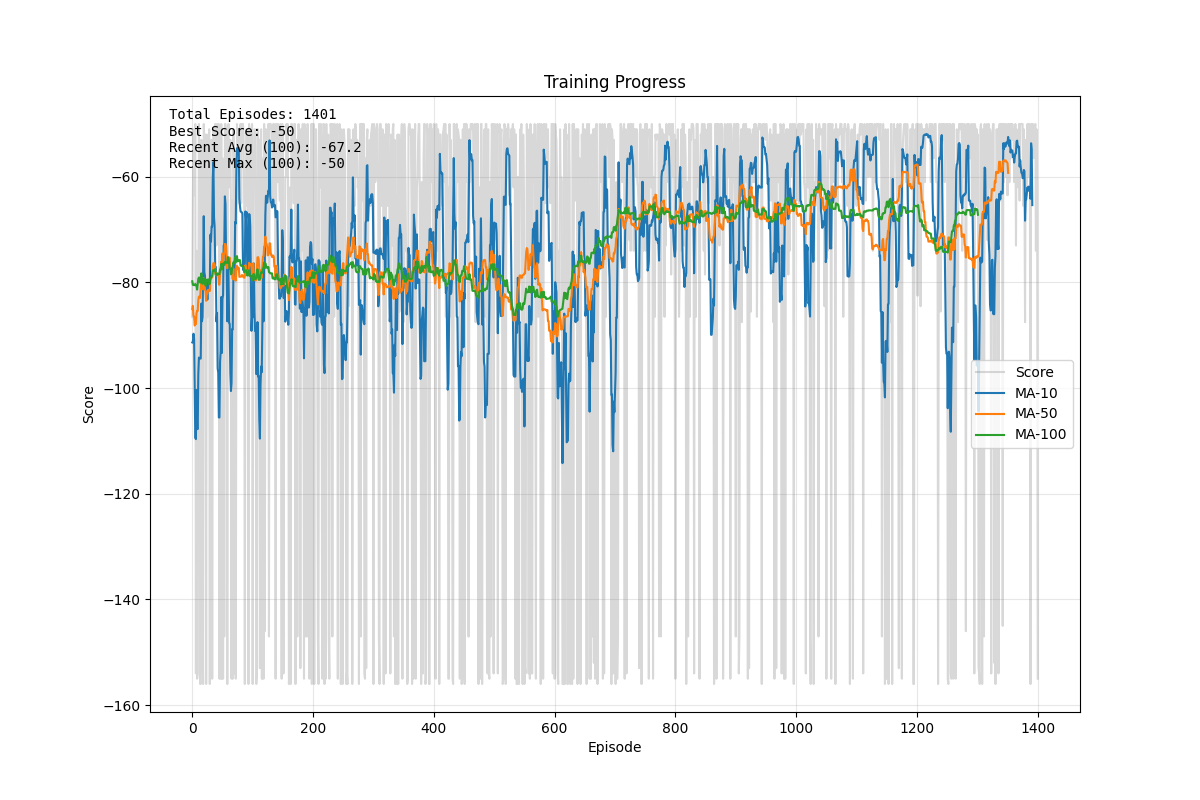 Training Progress
Total Episodes: 1401
Best Score: -50
Recent Avg (100): -67.2
Recent Max (100): -50
−60
−80
−100
−120
−140
−160
Score
Score
MA-10
MA-50
MA-100
0 200 400 600 800 1000 1200 1400
Episode